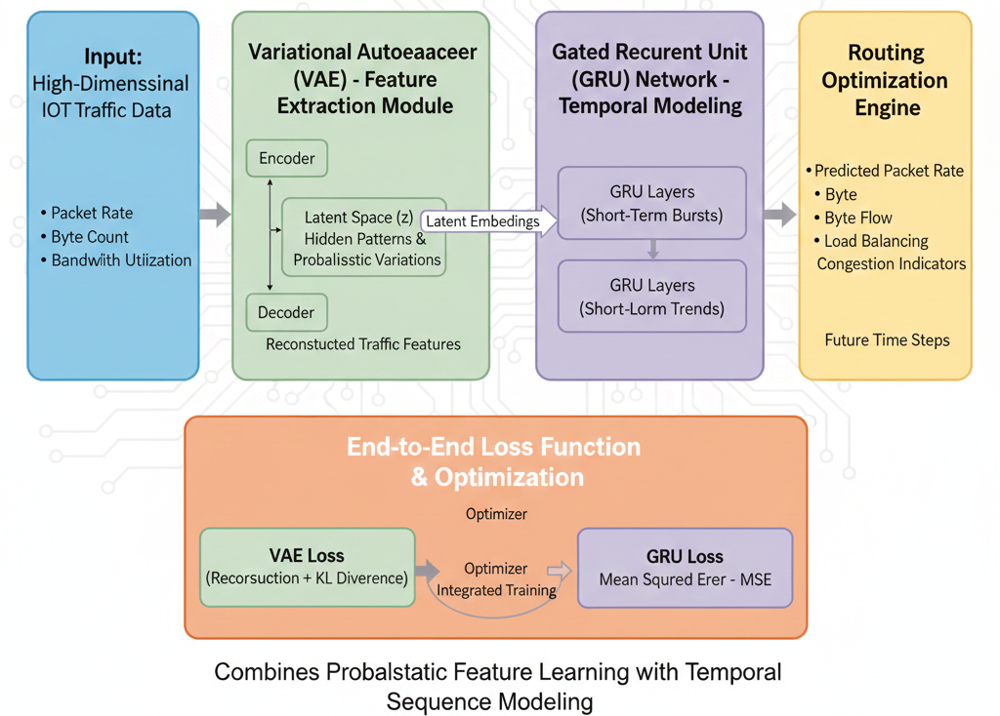 Input:
High-Dimenssinal
IOT Traffic Data
• Packet Rate
• Byte Count
• Bandwith Utiization
Variational Autoeaaceer
(VAE) - Feature
Extraction Module
Encoder
Latent Space (z)
Hidden Patterns &
Probalisstic Variations
Decoder
Reconstucted Traffic Features
Latent Embedings
Gated Recurent Unit
(GRU) Network -
Temporal Modeling
GRU Layers
(Short-Term Bursts)
GRU Layers
(Short-Lorm Trends)
Routing
Optimization
Engine
• Predicted Packet Rate
• Byte
• Byte Flow
• Load Balancing
Congestion Indicators
Future Time Steps
End-to-End Loss Function
& Optimization
Optimizer
VAE Loss
(Recorsuction + KL Diverence)
Optimizer
Integrated Training
GRU Loss
Mean Squred Erer - MSE
Combines Probalstatic Feature Learning with Temporal
Sequence Modeling